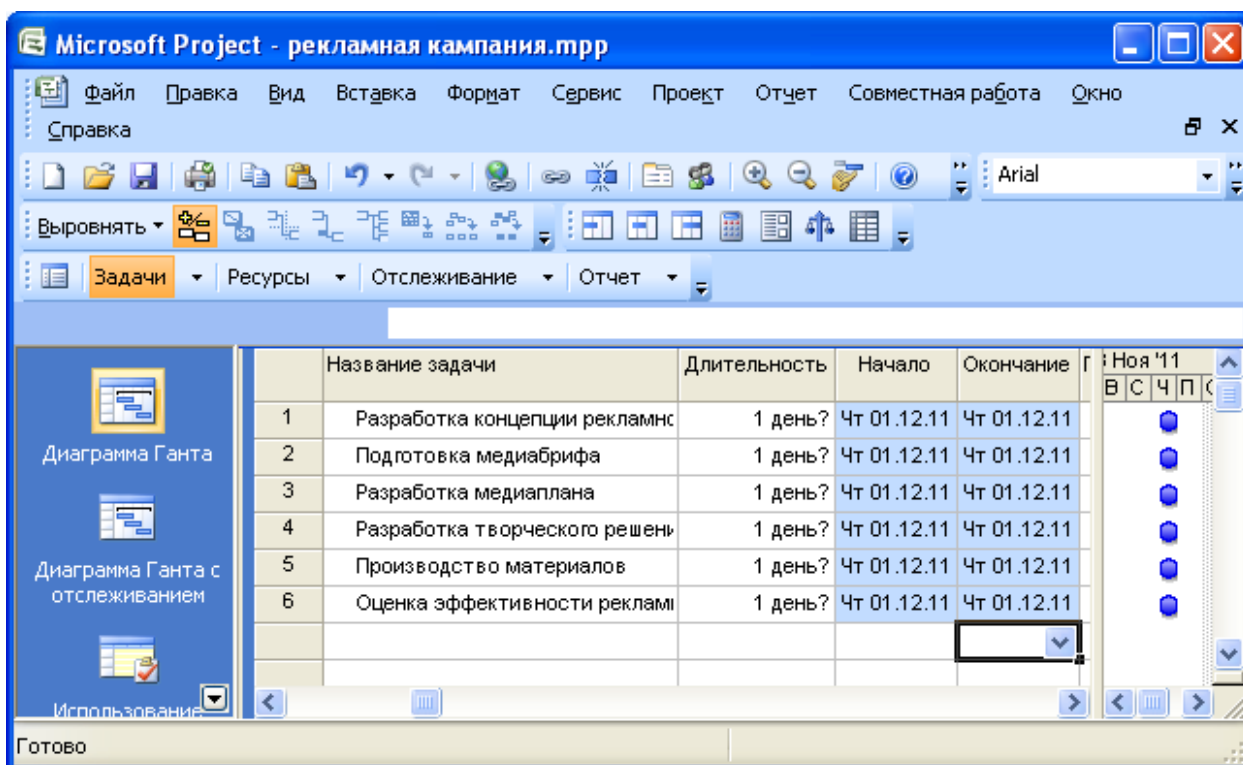 Microsoft Project - рекламная кампания.mpp
Файл Правка Вид Вставка Формат Сервис Проект Отчет Совместная работа Окно
Справка
Arial
Выровнять
Задачи Ресурсы Отслеживание Отчет
Название задачи Длительность Начало Окончание П Ноя '11
В С Ч П С
1 Разработка концепции рекламно 1 день? Чт 01.12.11 Чт 01.12.11
Диаграмма Ганта
2 Подготовка медиабрифа 1 день? Чт 01.12.11 Чт 01.12.11
3 Разработка медиаплана 1 день? Чт 01.12.11 Чт 01.12.11
4 Разработка творческого решени 1 день? Чт 01.12.11 Чт 01.12.11
Диаграмма Ганта с
отслеживанием
5 Производство материалов 1 день? Чт 01.12.11 Чт 01.12.11
6 Оценка эффективности реклам 1 день? Чт 01.12.11 Чт 01.12.11
Использование
Готово